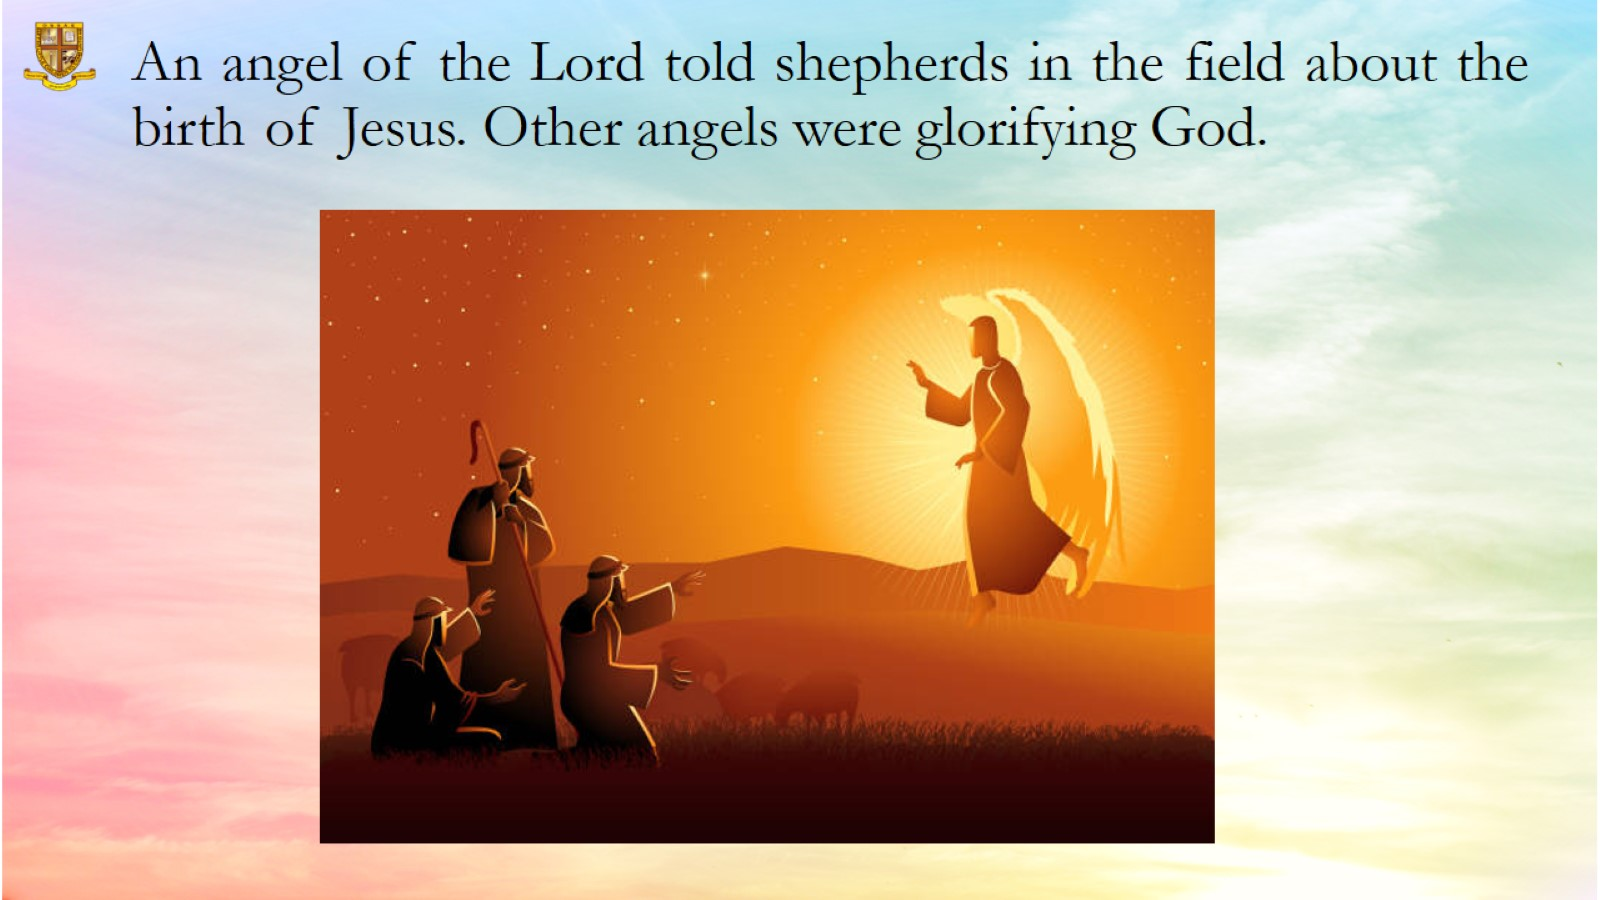 An angel of the Lord told shepherds in the field about the
birth of Jesus. Other angels were glorifying God.